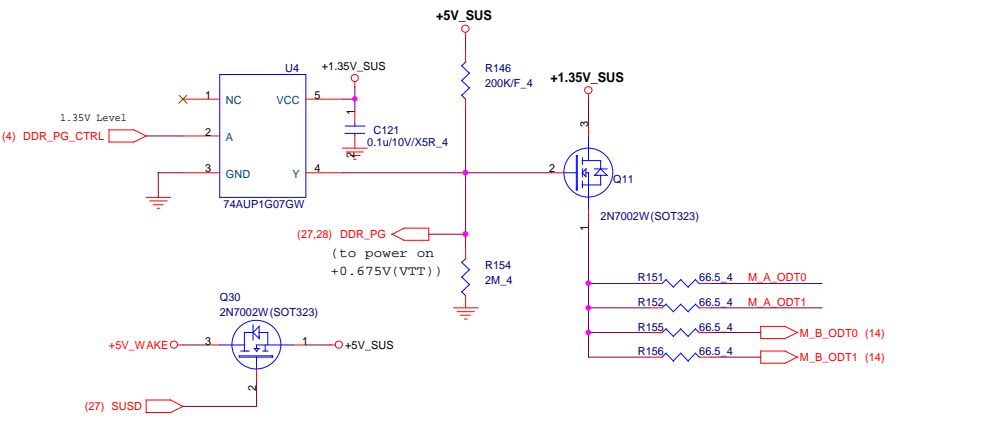 +5V_SUS
U4
+1.35V_SUS
R146
200K/F_4
+1.35V_SUS
1
NC
VCC
5
1
3
1.35V Level
C121
0.1u/10V/X5R_4
(4) DDR_PG_CTRL
2
A
2
3
GND
Y
4
2
Q11
74AUP1G07GW
2N7002W(SOT323)
1
(27,28) DDR_PG
(to power on
+0.675V(VTT))
R154
2M_4
R151
66.5_4
M_A_ODT0
Q30
2N7002W(SOT323)
R152
66.5_4
M_A_ODT1
R155
66.5_4
M_B_ODT0 (14)
+5V_WAKE
3
1
+5V_SUS
R156
66.5_4
M_B_ODT1 (14)
2
(27) SUSD